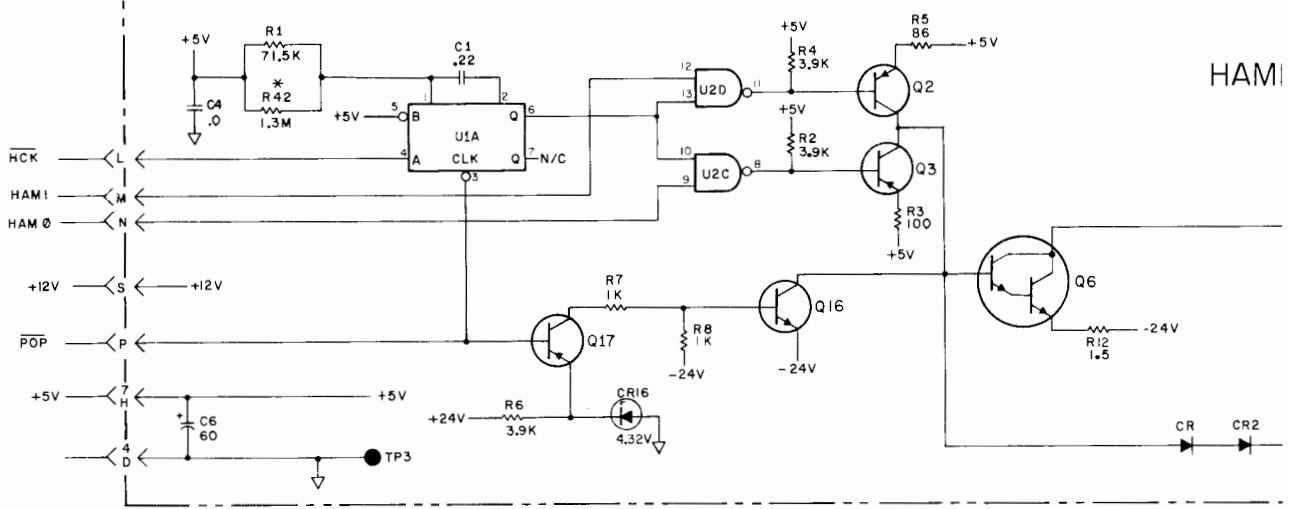 +5V
R1
71.5K
*
R42
1.3M
C4
.0
C1
.22
1
2
+5V
5
B
Q
6
U1A
4
A
CLK
Q
7
N/C
3
12
13
U2D
11
+5V
R4
3.9K
+5V
R2
3.9K
10
9
U2C
8
R5
86
+5V
Q2
Q3
R3
100
+5V
HCK
L
HAM1
M
HAM Ø
N
+12V
S
+12V
POP
P
+5V
7
H
+5V
C6
+
60
4
D
TP3
R7
1K
R8
1K
-24V
Q17
Q16
-24V
+24V
R6
3.9K
CR16
4.32V
Q6
-24V
R12
1.5
CR
CR2